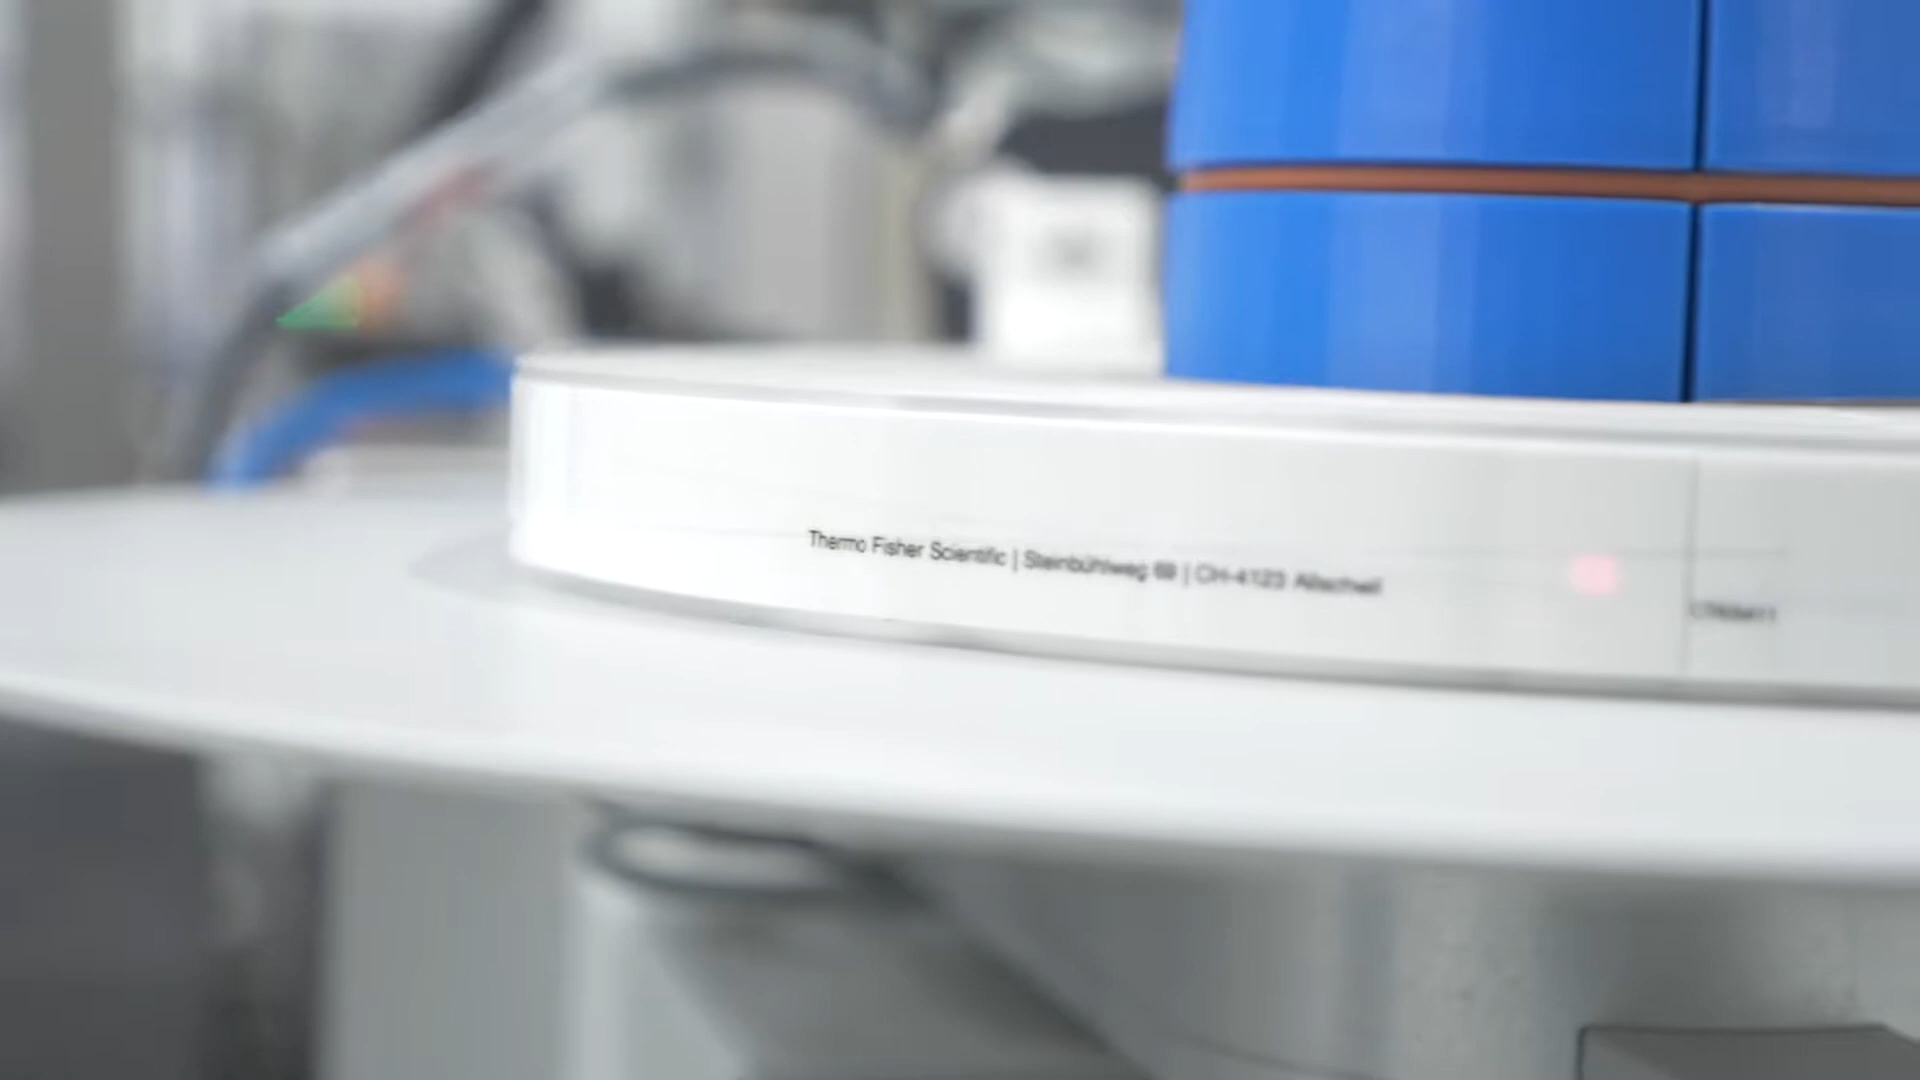 Thermo Fisher Scientific | Steinbühlweg 69 | CH-4123 Allschwil